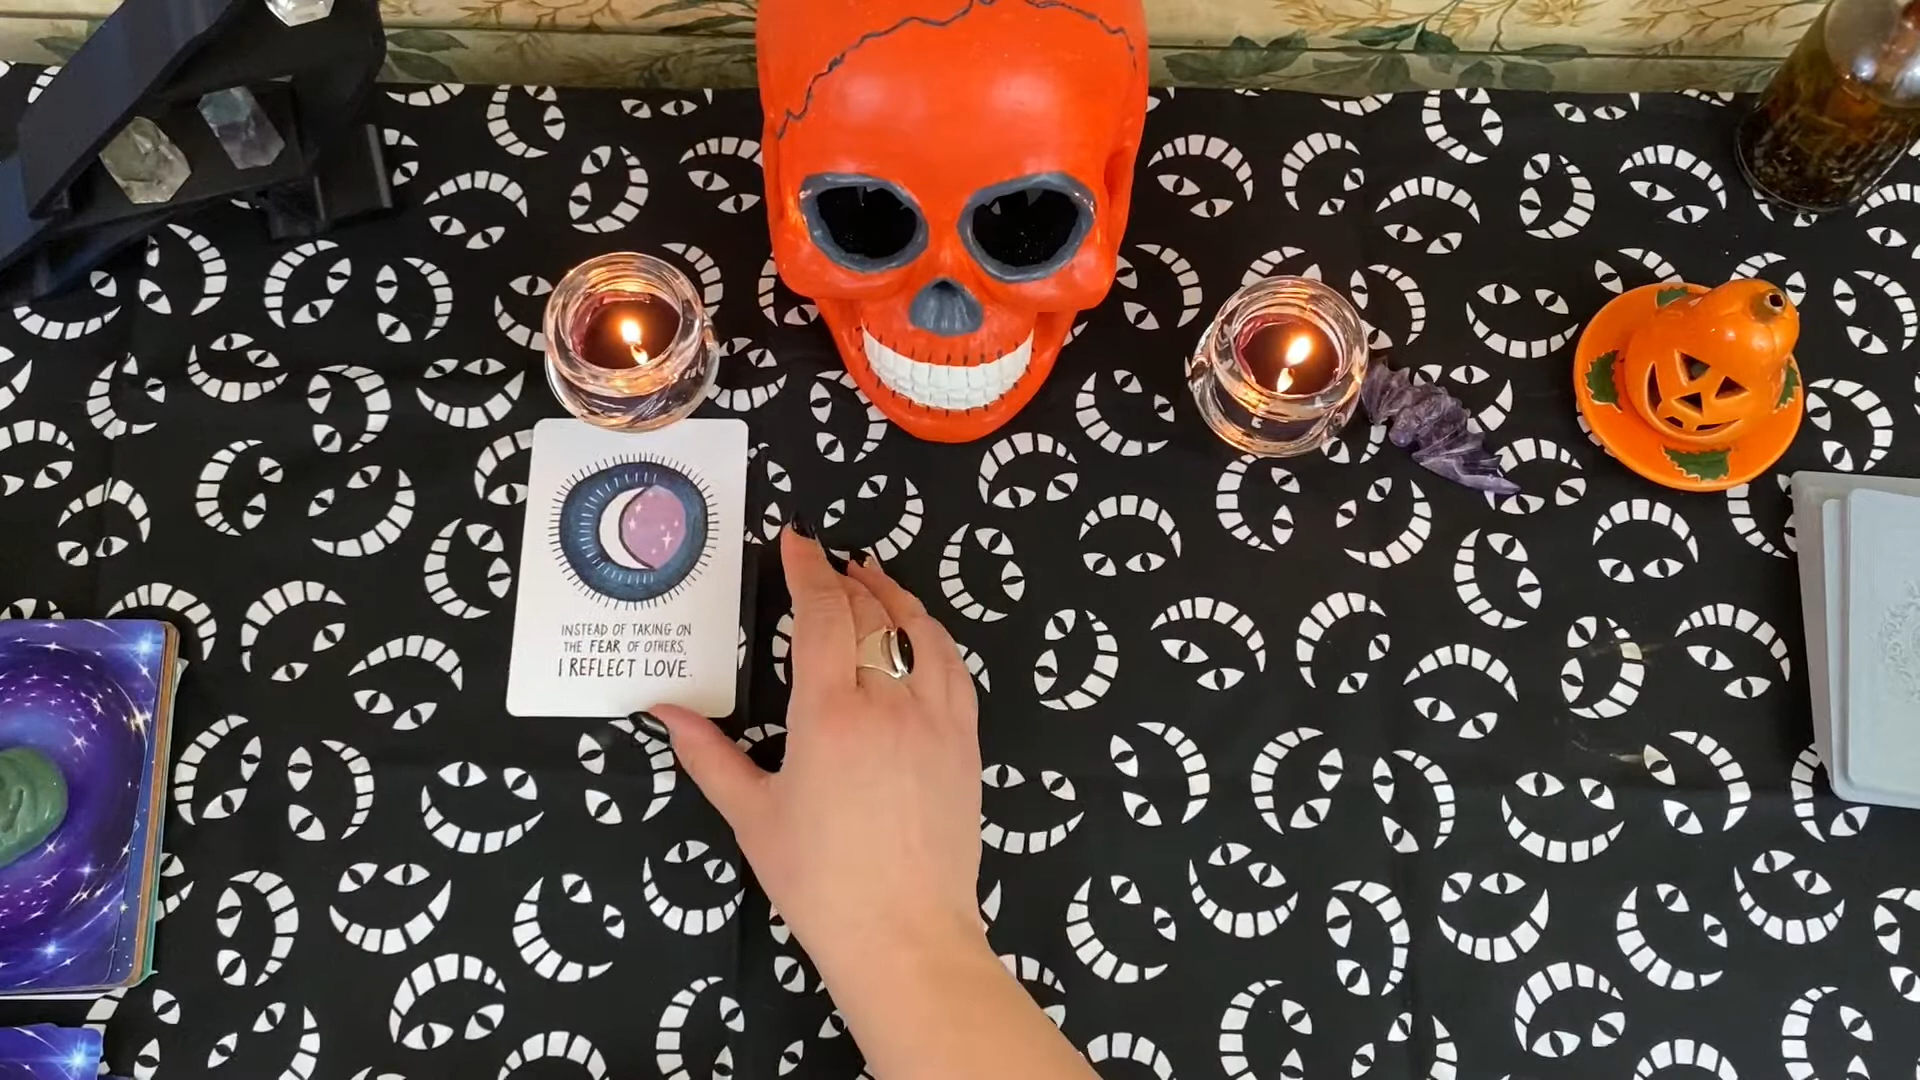 INSTEAD OF TAKING ON
THE FEAR OF OTHERS,
I REFLECT LOVE.